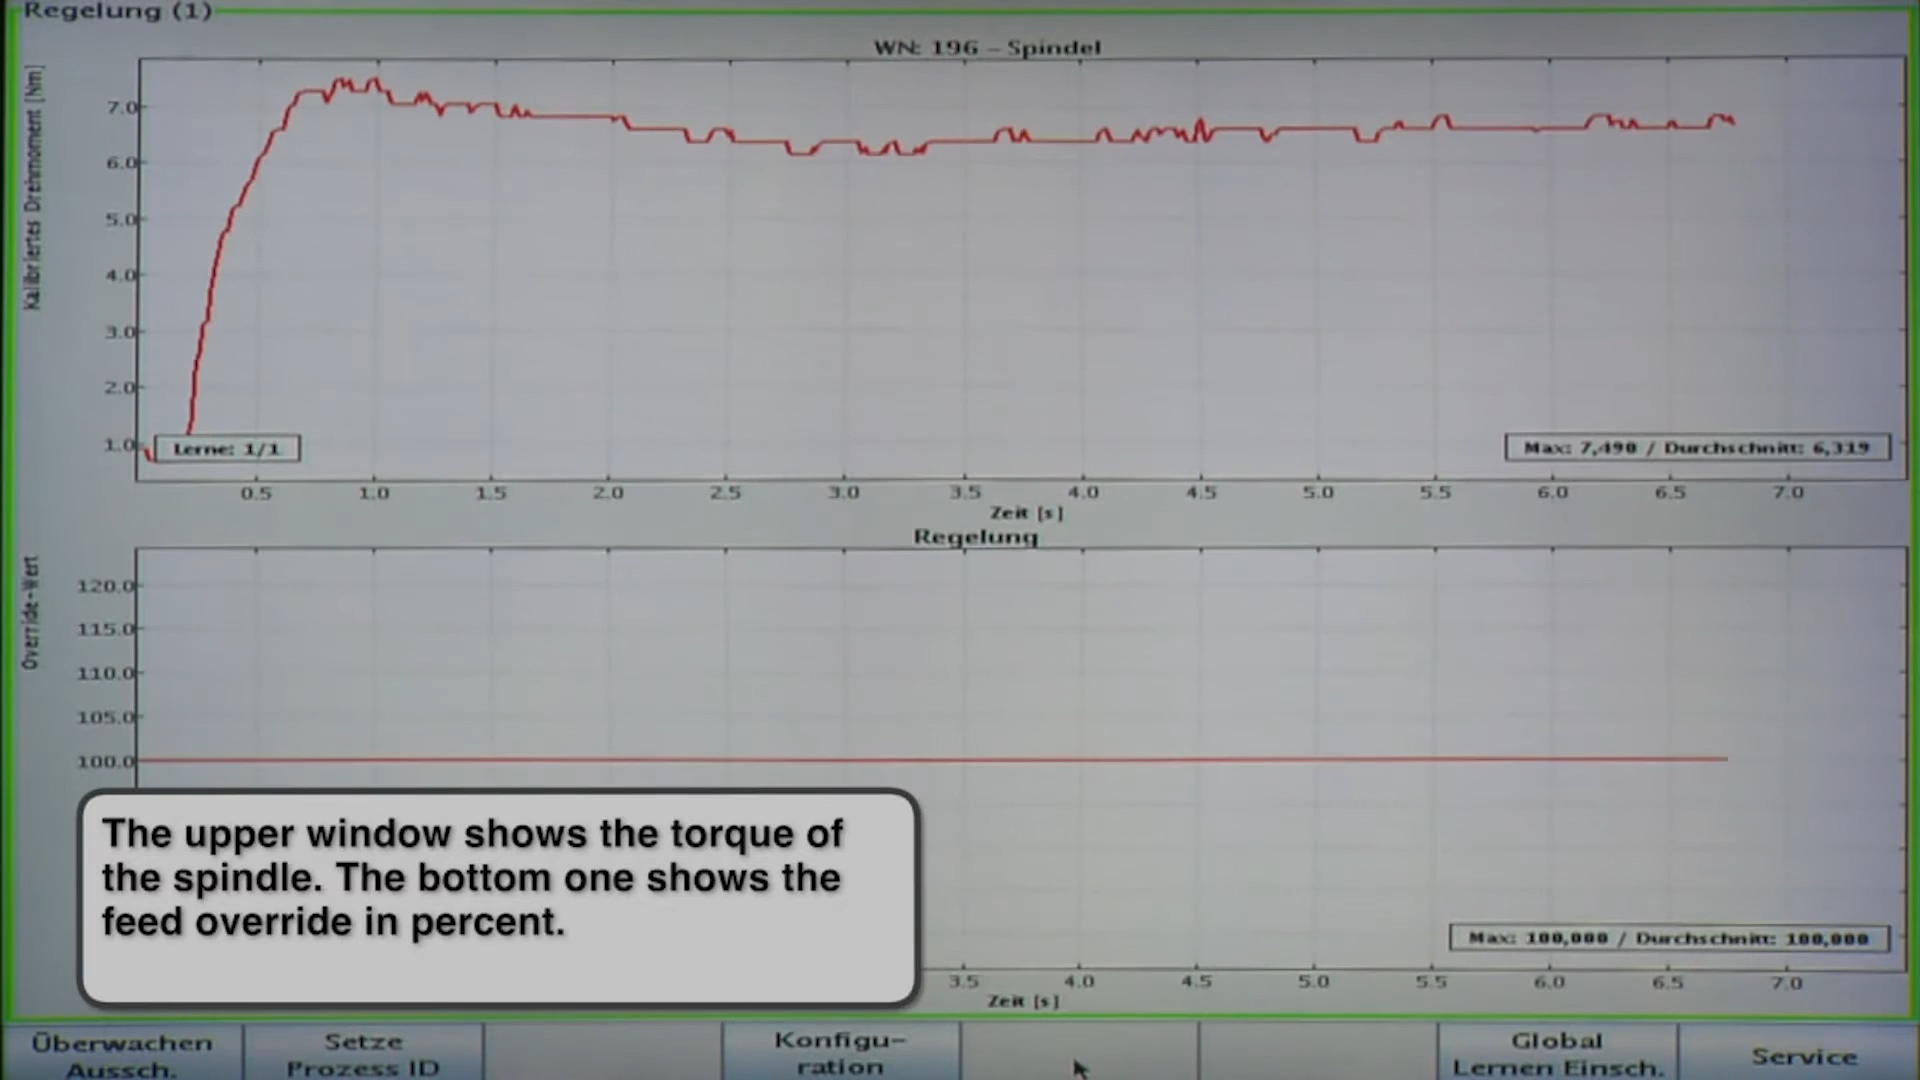 Regelung (1)
WN: 196 - Spindel
Kalibriertes Drehmoment [Nm]
7.0
6.0
5.0
4.0
3.0
2.0
1.0
Lerne: 1/1
Max: 7,490 / Durchschnitt: 6,319
0.5 1.0 1.5 2.0 2.5 3.0 3.5 4.0 4.5 5.0 5.5 6.0 6.5 7.0
Zeit [s]
Regelung
Override-Wert
120.0
115.0
110.0
105.0
100.0
The upper window shows the torque of
the spindle. The bottom one shows the
feed override in percent.
Max: 100,000 / Durchschnitt: 100,000
3.5 4.0 4.5 5.0 5.5 6.0 6.5 7.0
Zeit [s]
Überwachen
Aussch.
Setze
Prozess ID
Konfigu-
ration
Global
Lernen Einsch.
Service